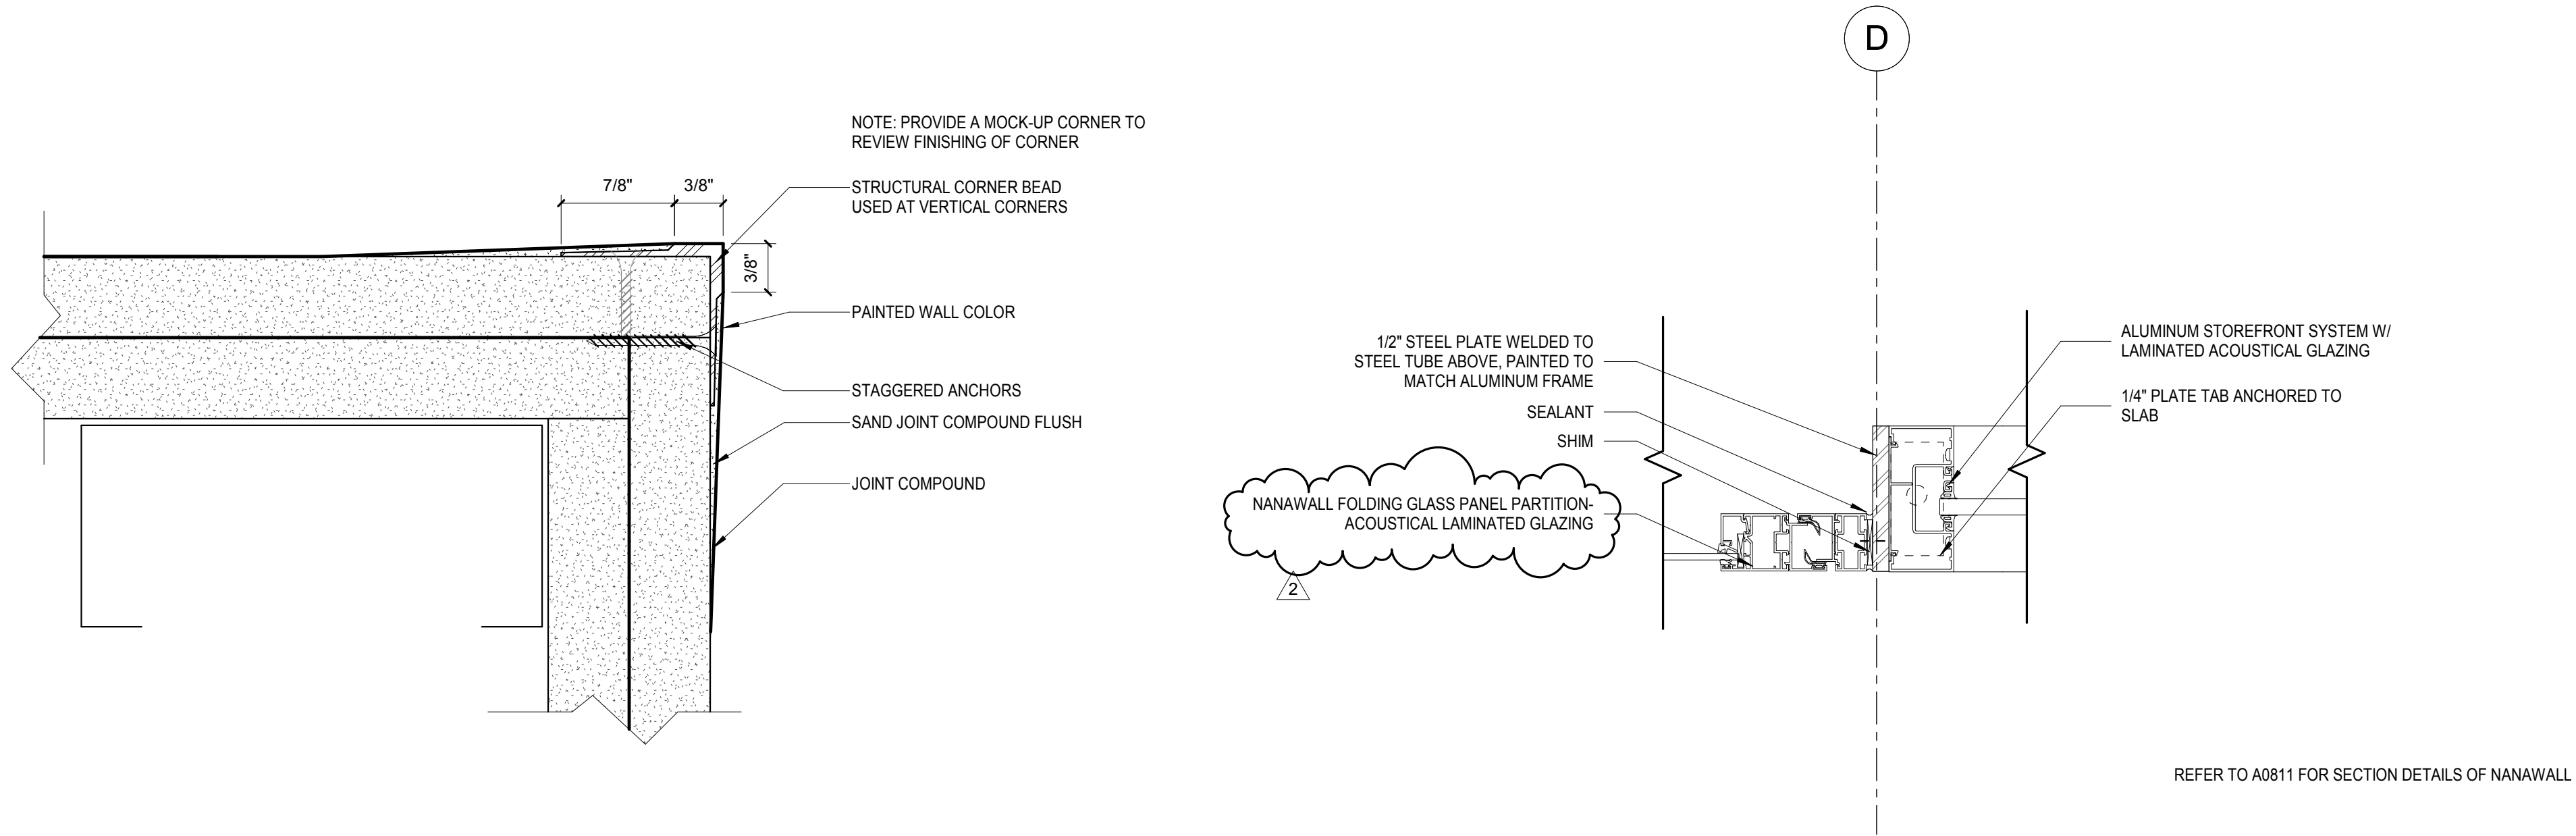 NOTE: PROVIDE A MOCK-UP CORNER TO
REVIEW FINISHING OF CORNER
7/8"
3/8"
STRUCTURAL CORNER BEAD
USED AT VERTICAL CORNERS
3/8"
PAINTED WALL COLOR
STAGGERED ANCHORS
SAND JOINT COMPOUND FLUSH
JOINT COMPOUND
D
1/2" STEEL PLATE WELDED TO
STEEL TUBE ABOVE, PAINTED TO
MATCH ALUMINUM FRAME
SEALANT
SHIM
NANAWALL FOLDING GLASS PANEL PARTITION-
ACOUSTICAL LAMINATED GLAZING
2
ALUMINUM STOREFRONT SYSTEM W/
LAMINATED ACOUSTICAL GLAZING
1/4" PLATE TAB ANCHORED TO
SLAB
REFER TO A0811 FOR SECTION DETAILS OF NANAWALL